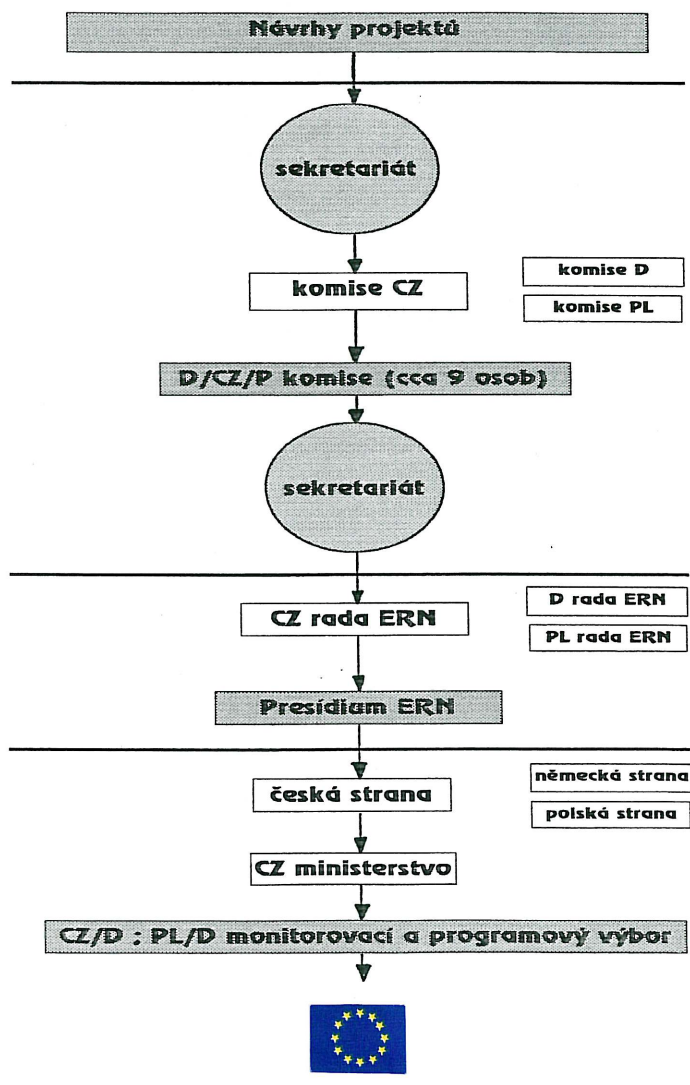 Návrhy projektů
sekretariát
komise CZ
komise D
komise PL
D/CZ/P komise (cca 9 osob)
sekretariát
CZ rada ERN
D rada ERN
PL rada ERN
Presídium ERN
česká strana
německá strana
polská strana
CZ ministerstvo
CZ/D ; PL/D monitorovací a programový výbor